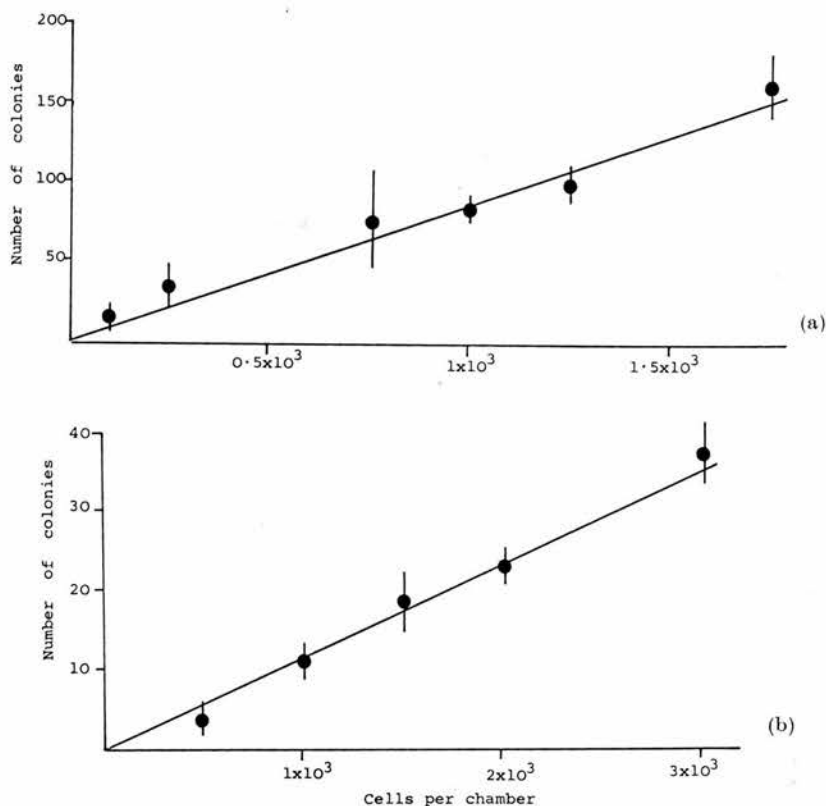 200
150
100
50
Number of colonies
0·5x10³
1x10³
1·5x10³
(a)
40
30
20
10
Number of colonies
1x10³
2x10³
3x10³
(b)
Cells per chamber